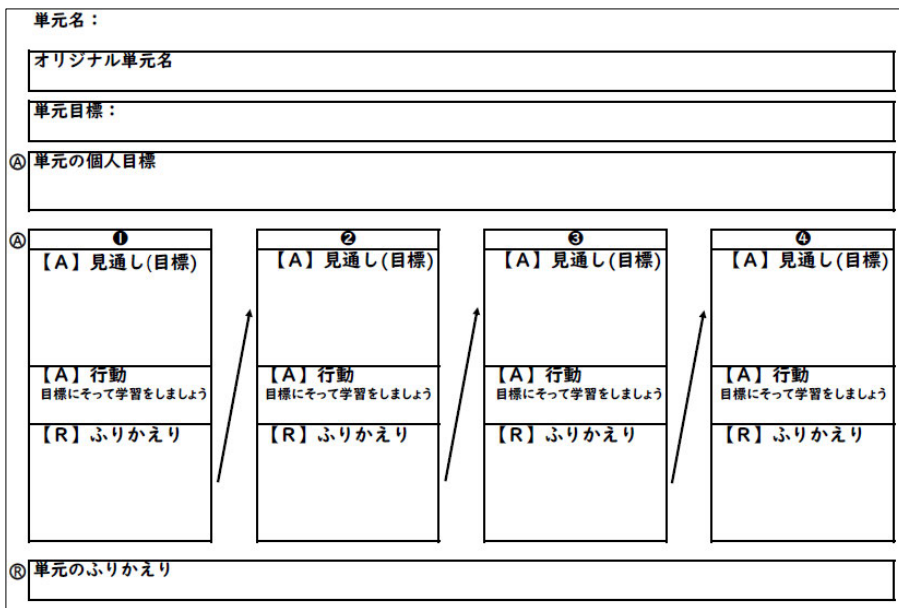 単元名：
オリジナル単元名
単元目標：
Ⓐ 単元の個人目標
Ⓐ ❶ ❷ ❸ ❹
【A】見通し(目標) 【A】見通し(目標) 【A】見通し(目標) 【A】見通し(目標)
【A】行動 【A】行動 【A】行動 【A】行動
目標にそって学習をしましょう 目標にそって学習をしましょう 目標にそって学習をしましょう 目標にそって学習をしましょう
【R】ふりかえり 【R】ふりかえり 【R】ふりかえり 【R】ふりかえり
Ⓡ 単元のふりかえり